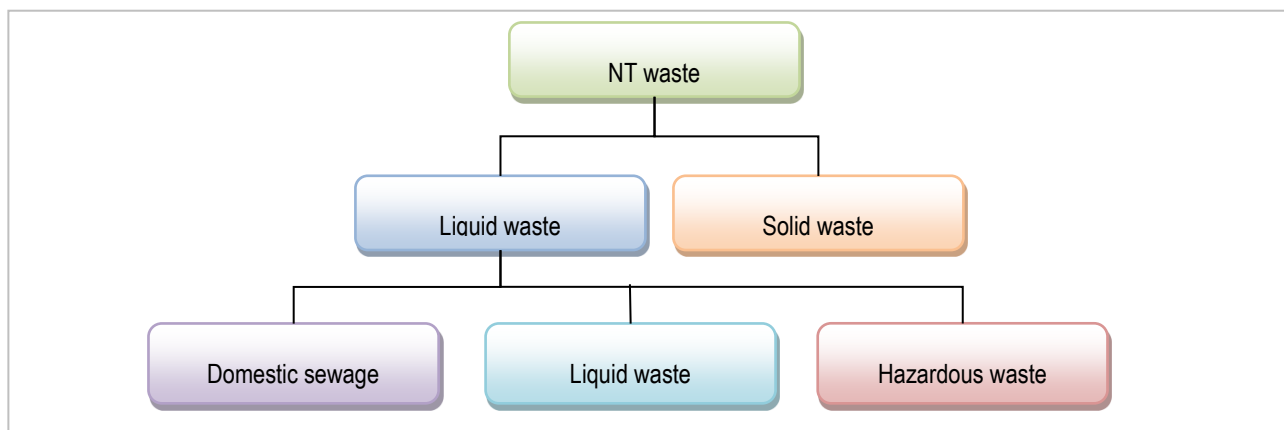 NT waste
Liquid waste
Solid waste
Domestic sewage
Liquid waste
Hazardous waste